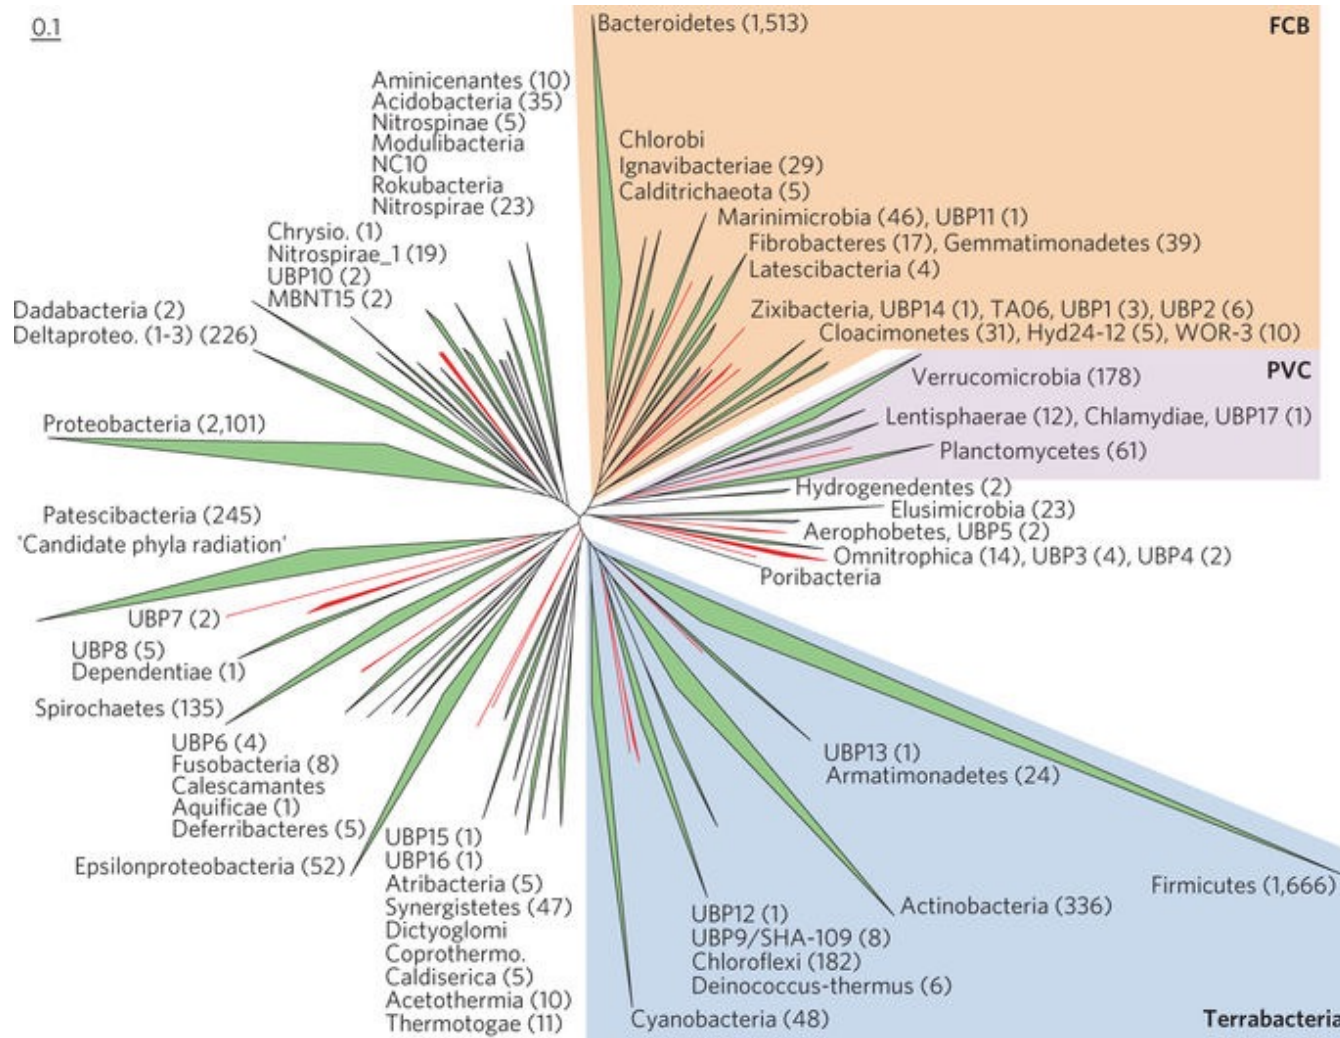 0.1
Bacteroidetes (1,513)
FCB
Aminicenantes (10)
Acidobacteria (35)
Nitrospinae (5)
Modulibacteria
NC10
Rokubacteria
Nitrospirae (23)
Chlorobi
Ignavibacteriae (29)
Calditrichaeota (5)
Marinimicrobia (46), UBP11 (1)
Fibrobacteres (17), Gemmatimonadetes (39)
Latescibacteria (4)
Zixibacteria, UBP14 (1), TA06, UBP1 (3), UBP2 (6)
Cloacimonetes (31), Hyd24-12 (5), WOR-3 (10)
Chrysio. (1)
Nitrospirae_1 (19)
UBP10 (2)
MBNT15 (2)
Dadabacteria (2)
Deltaproteo. (1-3) (226)
Proteobacteria (2,101)
PVC
Verrucomicrobia (178)
Lentisphaerae (12), Chlamydiae, UBP17 (1)
Planctomycetes (61)
Hydrogenedentes (2)
Elusimicrobia (23)
Aerophobetes, UBP5 (2)
Omnitrophica (14), UBP3 (4), UBP4 (2)
Poribacteria
Patescibacteria (245)
'Candidate phyla radiation'
UBP7 (2)
UBP8 (5)
Dependentiae (1)
Spirochaetes (135)
UBP6 (4)
Fusobacteria (8)
Calescamantes
Aquificae (1)
Deferribacteres (5)
Epsilonproteobacteria (52)
UBP15 (1)
UBP16 (1)
Atribacteria (5)
Synergistetes (47)
Dictyoglomi
Coprothermo.
Caldiserica (5)
Acetothermia (10)
Thermotogae (11)
UBP13 (1)
Armatimonadetes (24)
Firmicutes (1,666)
Actinobacteria (336)
UBP12 (1)
UBP9/SHA-109 (8)
Chloroflexi (182)
Deinococcus-thermus (6)
Cyanobacteria (48)
Terrabacteria